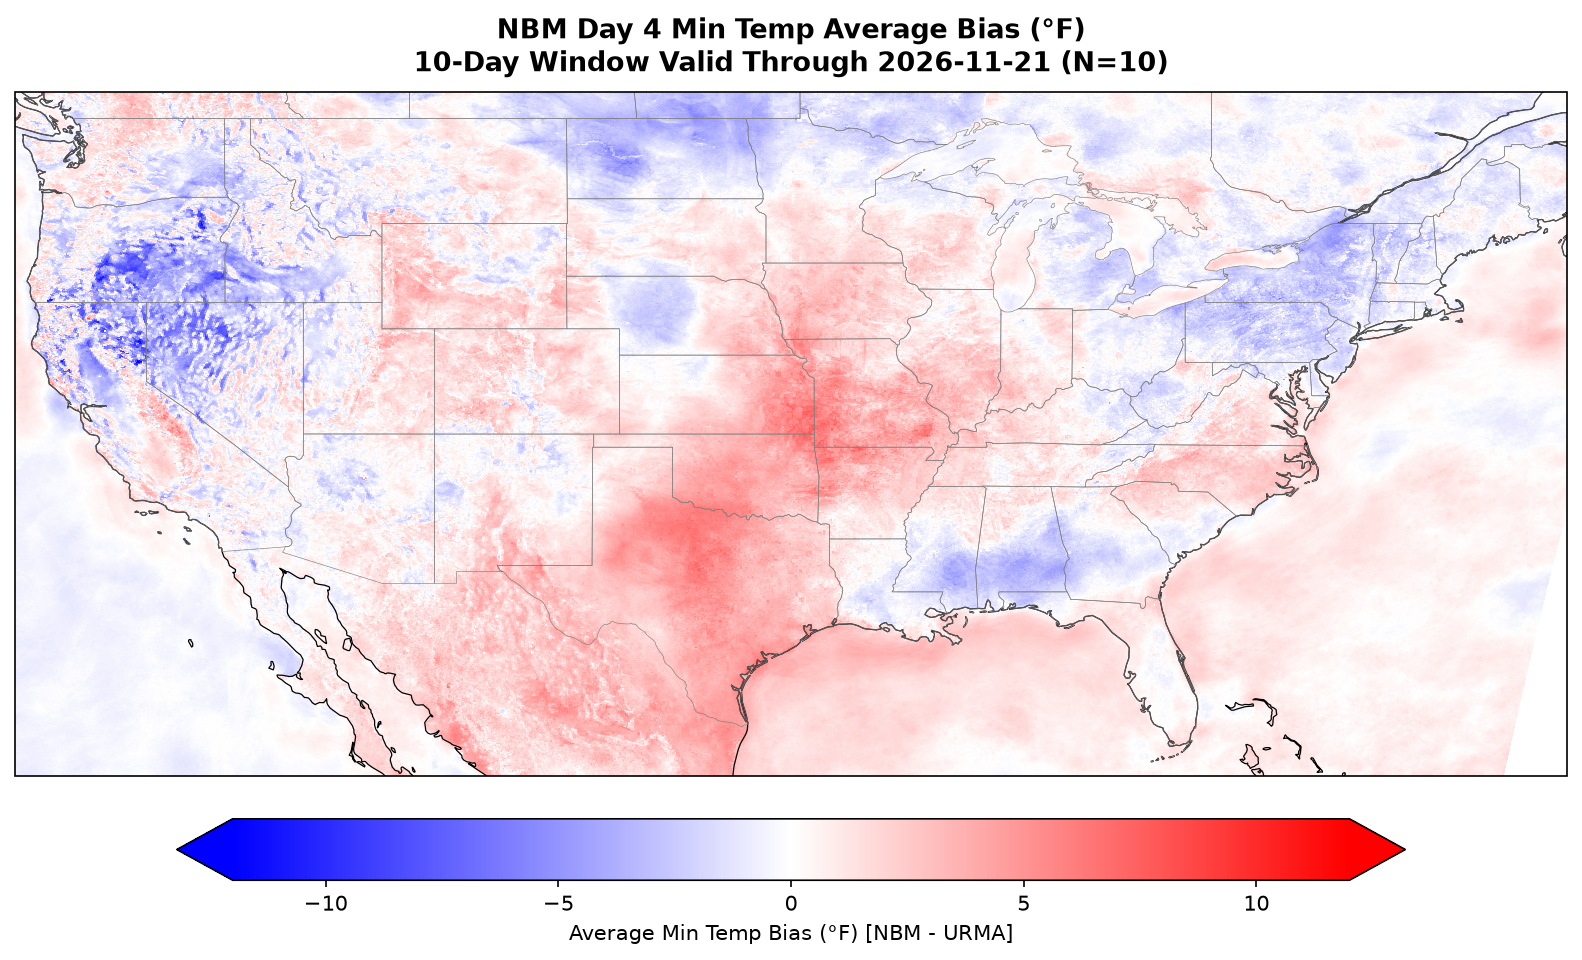 NBM Day 4 Min Temp Average Bias (°F)
10-Day Window Valid Through 2026-11-21 (N=10)
−10 −5 0 5 10
Average Min Temp Bias (°F) [NBM - URMA]